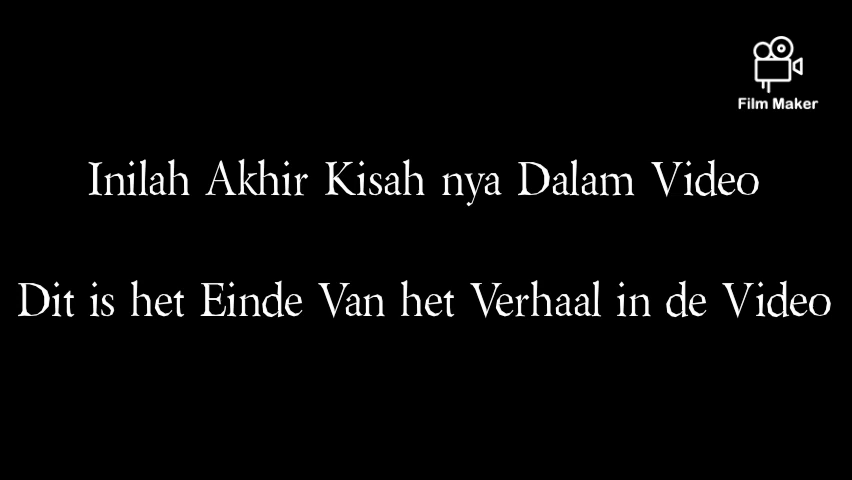 Film Maker
Inilah Akhir Kisah nya Dalam Video
Dit is het Einde Van het Verhaal in de Video